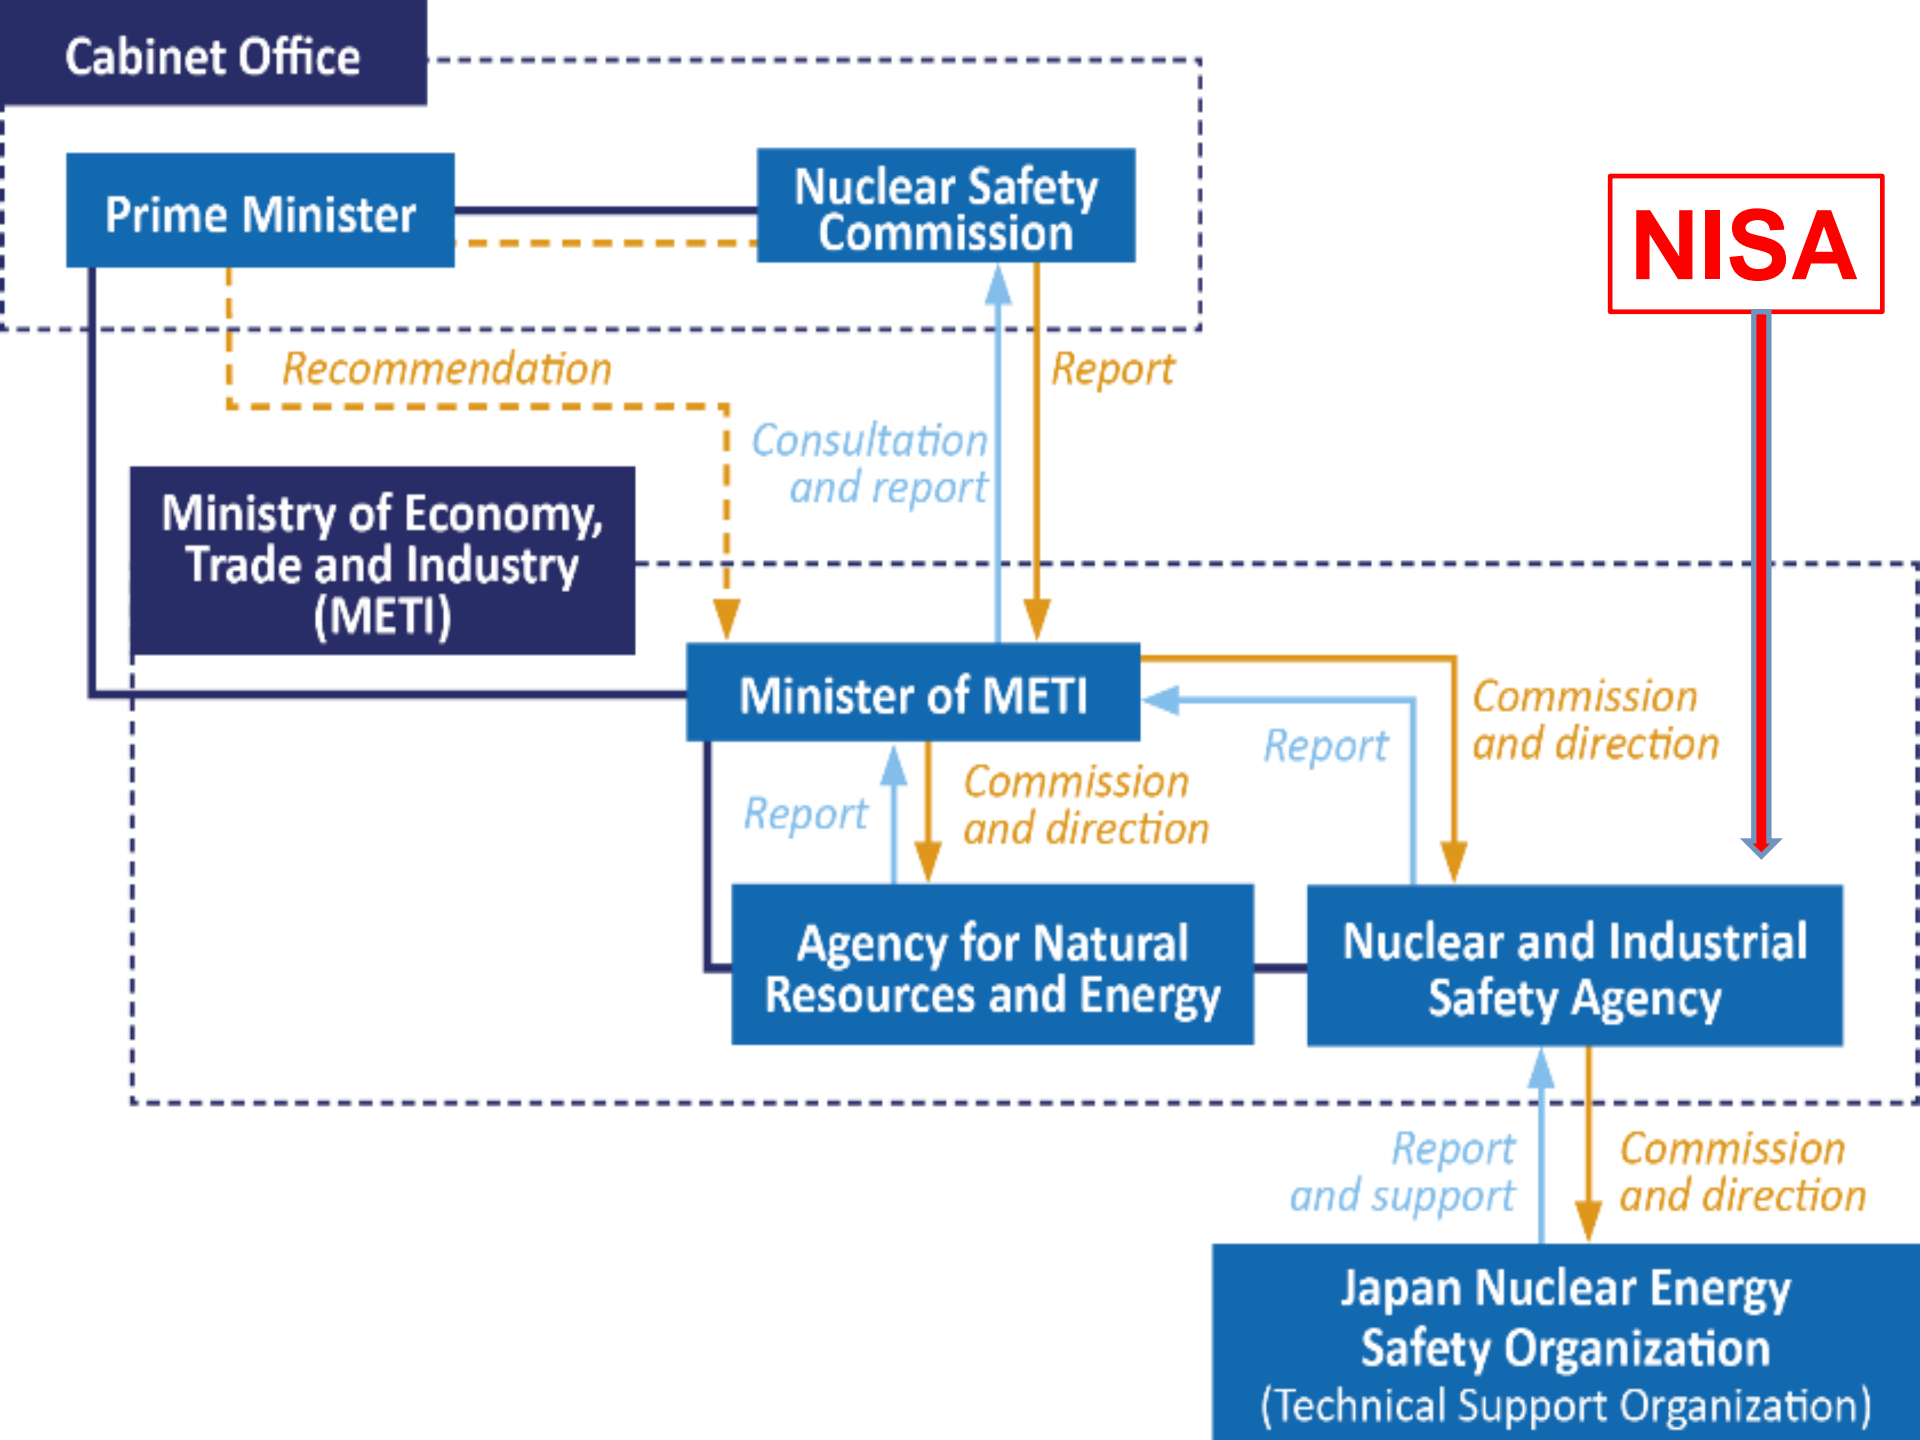 Cabinet Office
Prime Minister
Nuclear Safety
Commission
NISA
Recommendation
Report
Consultation
and report
Ministry of Economy,
Trade and Industry
(METI)
Minister of METI
Commission
and direction
Report
Report
Commission
and direction
Agency for Natural
Resources and Energy
Nuclear and Industrial
Safety Agency
Report
and support
Commission
and direction
Japan Nuclear Energy
Safety Organization
(Technical Support Organization)